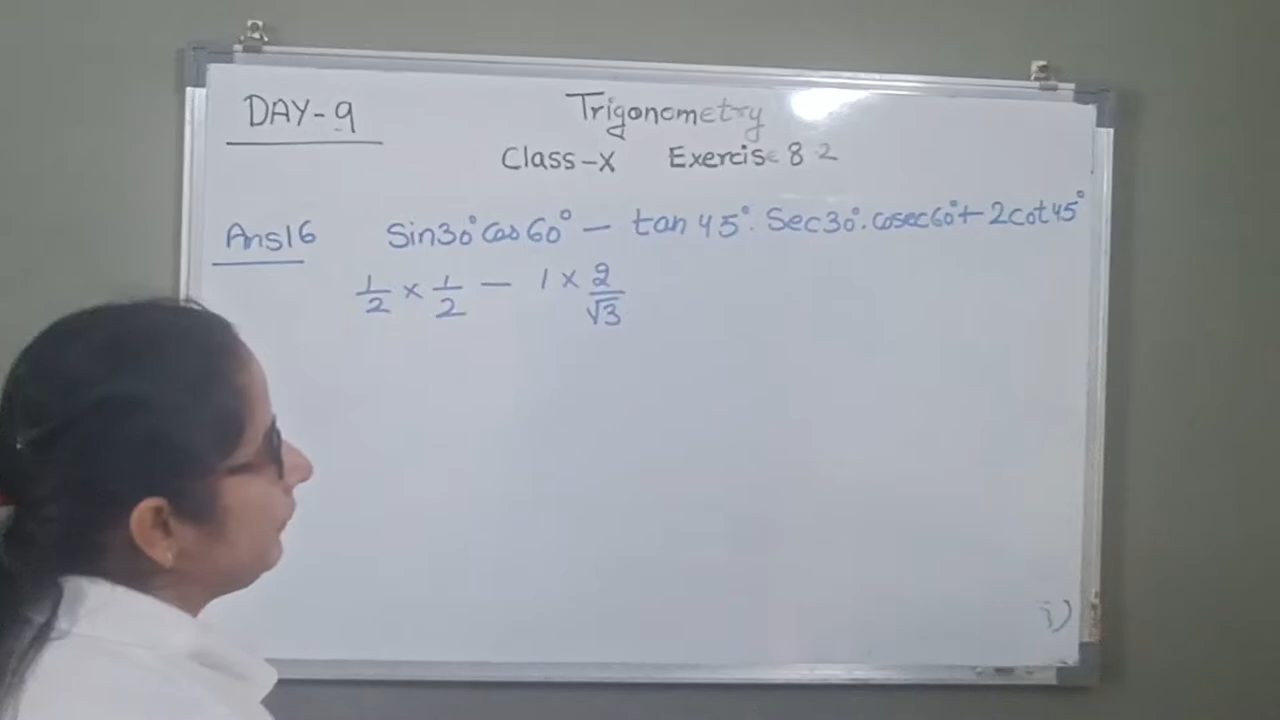 DAY-9
Trigonometry
Class-X Exercise 8.2
Ans16 Sin30° Cos60° - tan 45°. Sec30°. cosec60° + 2cot45°
1/2 × 1/2 - 1 × 2/√3